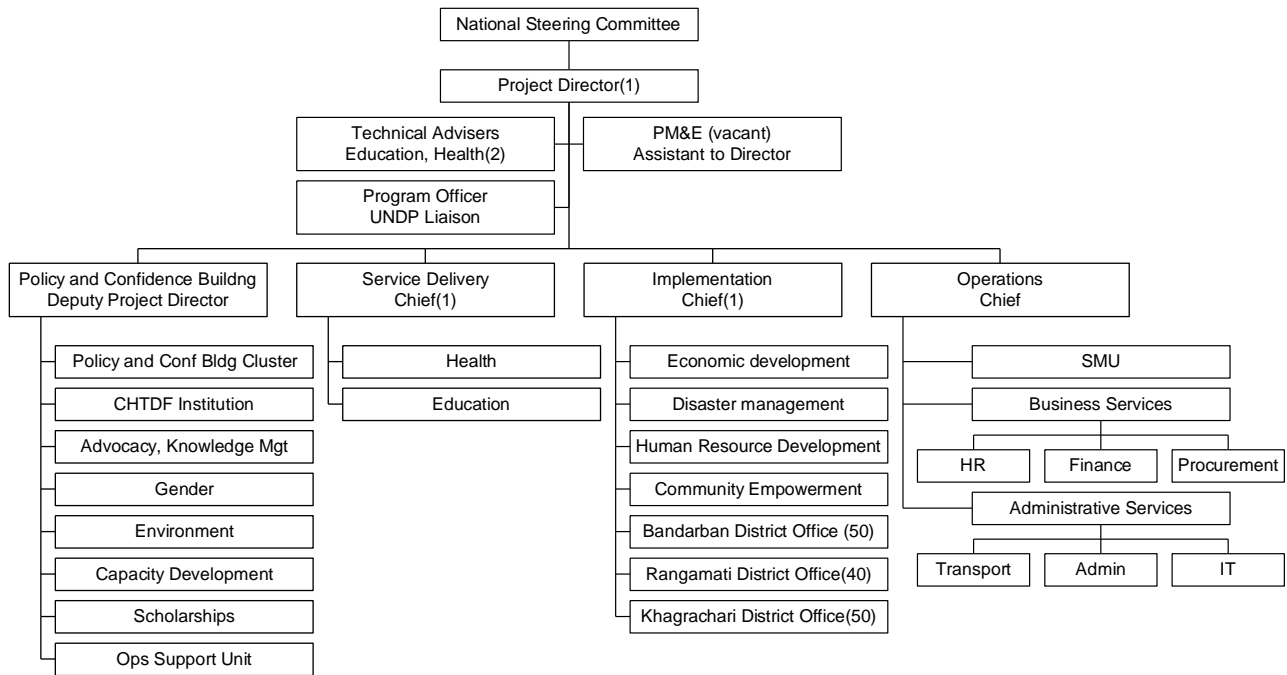 National Steering Committee
Project Director(1)
Technical Advisers
Education, Health(2)
PM&E (vacant)
Assistant to Director
Program Officer
UNDP Liaison
Policy and Confidence Buildng
Deputy Project Director
Service Delivery
Chief(1)
Implementation
Chief(1)
Operations
Chief
Policy and Conf Bldg Cluster
CHTDF Institution
Advocacy, Knowledge Mgt
Gender
Environment
Capacity Development
Scholarships
Ops Support Unit
Health
Education
Economic development
Disaster management
Human Resource Development
Community Empowerment
Bandarban District Office (50)
Rangamati District Office(40)
Khagrachari District Office(50)
SMU
Business Services
HR
Finance
Procurement
Administrative Services
Transport
Admin
IT